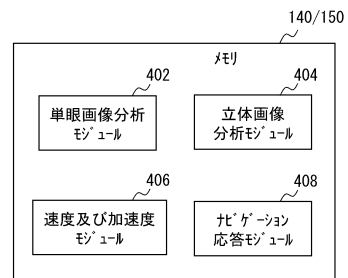 140/150
メモリ
402
404
単眼画像分析
ﾓｼﾞｭｰﾙ
立体画像
分析ﾓｼﾞｭｰﾙ
406
408
速度及び加速度
ﾓｼﾞｭｰﾙ
ﾅﾋﾞｹﾞｰｼｮﾝ
応答ﾓｼﾞｭｰﾙ